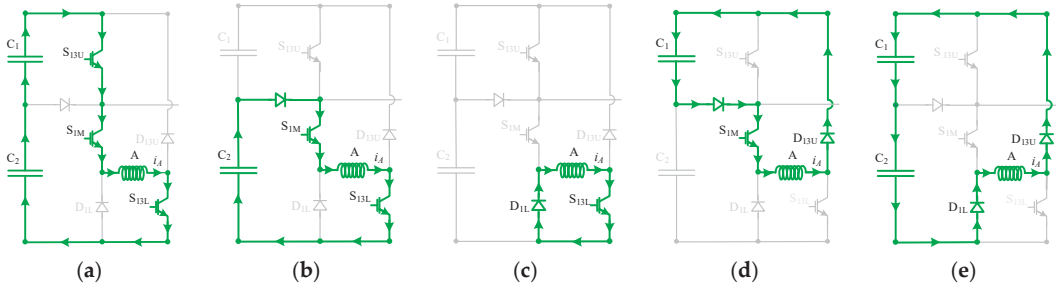 C1
S13U
S1M
C2
A
iA
D13U
S13L
D1L
(a)
C1
S13U
S1M
C2
A
iA
D13U
S13L
D1L
(b)
C1
S13U
S1M
C2
A
iA
D13U
S13L
D1L
(c)
C1
S13U
S1M
D13U
C2
A
iA
D1L
S13L
(d)
C1
S13U
S1M
D13U
C2
A
iA
D1L
S13L
(e)